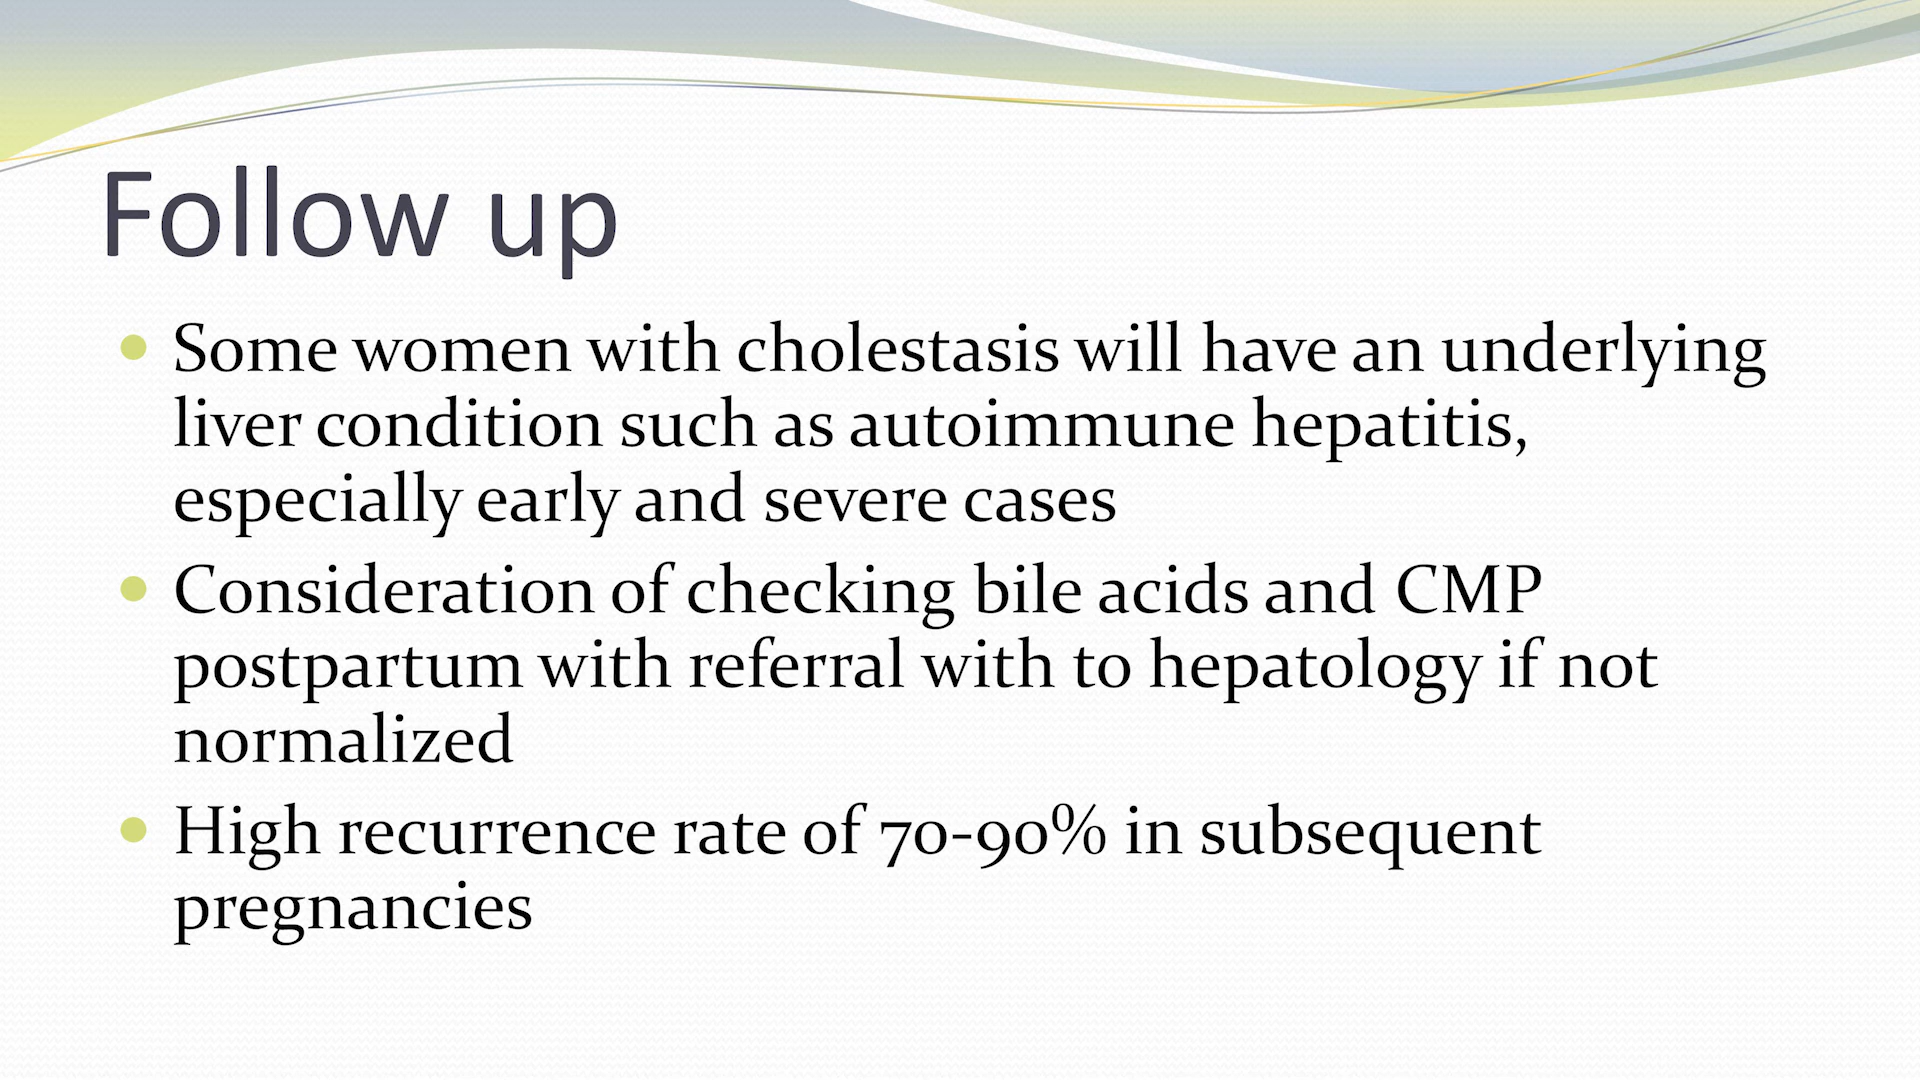 Follow up
Some women with cholestasis will have an underlying
liver condition such as autoimmune hepatitis,
especially early and severe cases
Consideration of checking bile acids and CMP
postpartum with referral with to hepatology if not
normalized
High recurrence rate of 70-90% in subsequent
pregnancies